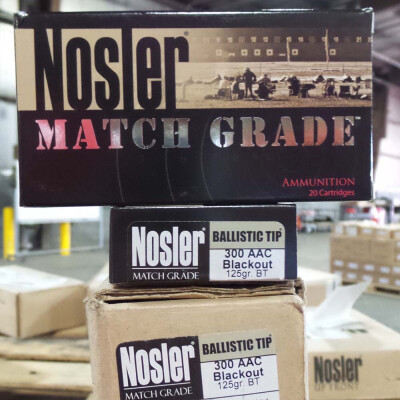 Nosler
MATCH GRADE
AMMUNITION
20 Cartridges
Nosler
MATCH GRADE
BALLISTIC TIP
300 AAC
Blackout
125gr. BT
Nosler
MATCH GRADE
BALLISTIC TIP
300 AAC
Blackout
125gr. BT
Nosler